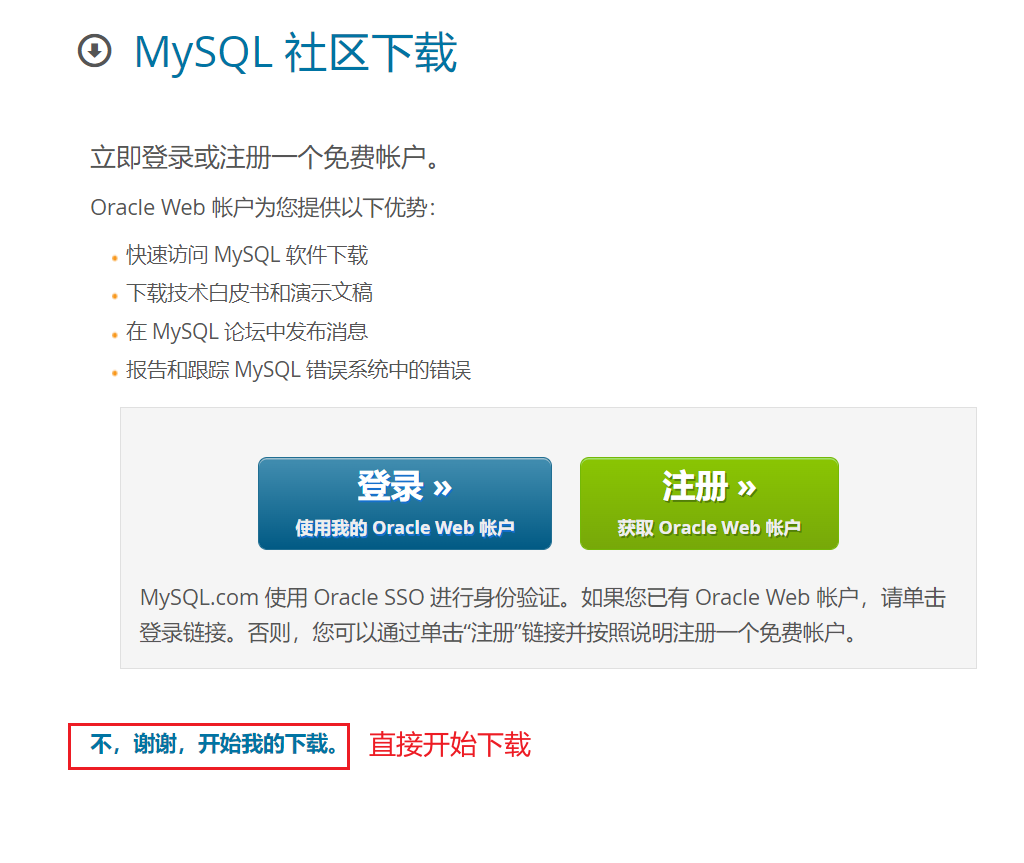 MySQL 社区下载
立即登录或注册一个免费帐户。
Oracle Web 帐户为您提供以下优势：
快速访问 MySQL 软件下载
下载技术白皮书和演示文稿
在 MySQL 论坛中发布消息
报告和跟踪 MySQL 错误系统中的错误
登录 »
使用我的 Oracle Web 帐户
注册 »
获取 Oracle Web 帐户
MySQL.com 使用 Oracle SSO 进行身份验证。如果您已有 Oracle Web 帐户，请单击
登录链接。否则，您可以通过单击“注册”链接并按照说明注册一个免费帐户。
不，谢谢，开始我的下载。 直接开始下载